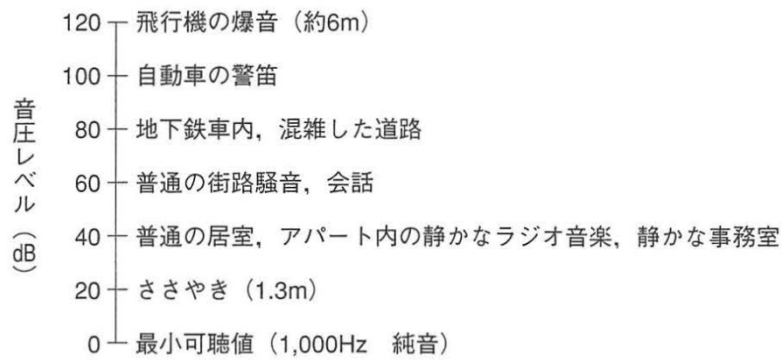 音圧レベル（dB）
120 飛行機の爆音（約6m）
100 自動車の警笛
80 地下鉄車内，混雑した道路
60 普通の街路騒音，会話
40 普通の居室，アパート内の静かなラジオ音楽，静かな事務室
20 ささやき（1.3m）
0 最小可聴値（1,000Hz　純音）